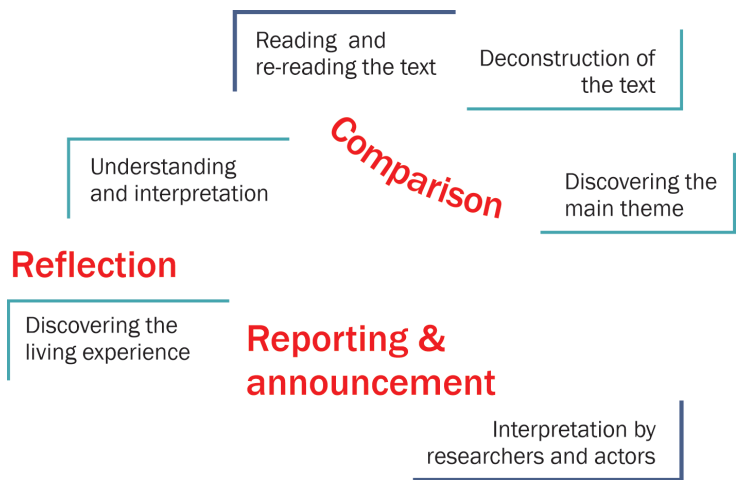 Reading and
re-reading the text
Deconstruction of
the text
Comparison
Understanding
and interpretation
Discovering the
main theme
Reflection
Discovering the
living experience
Reporting &
announcement
Interpretation by
researchers and actors